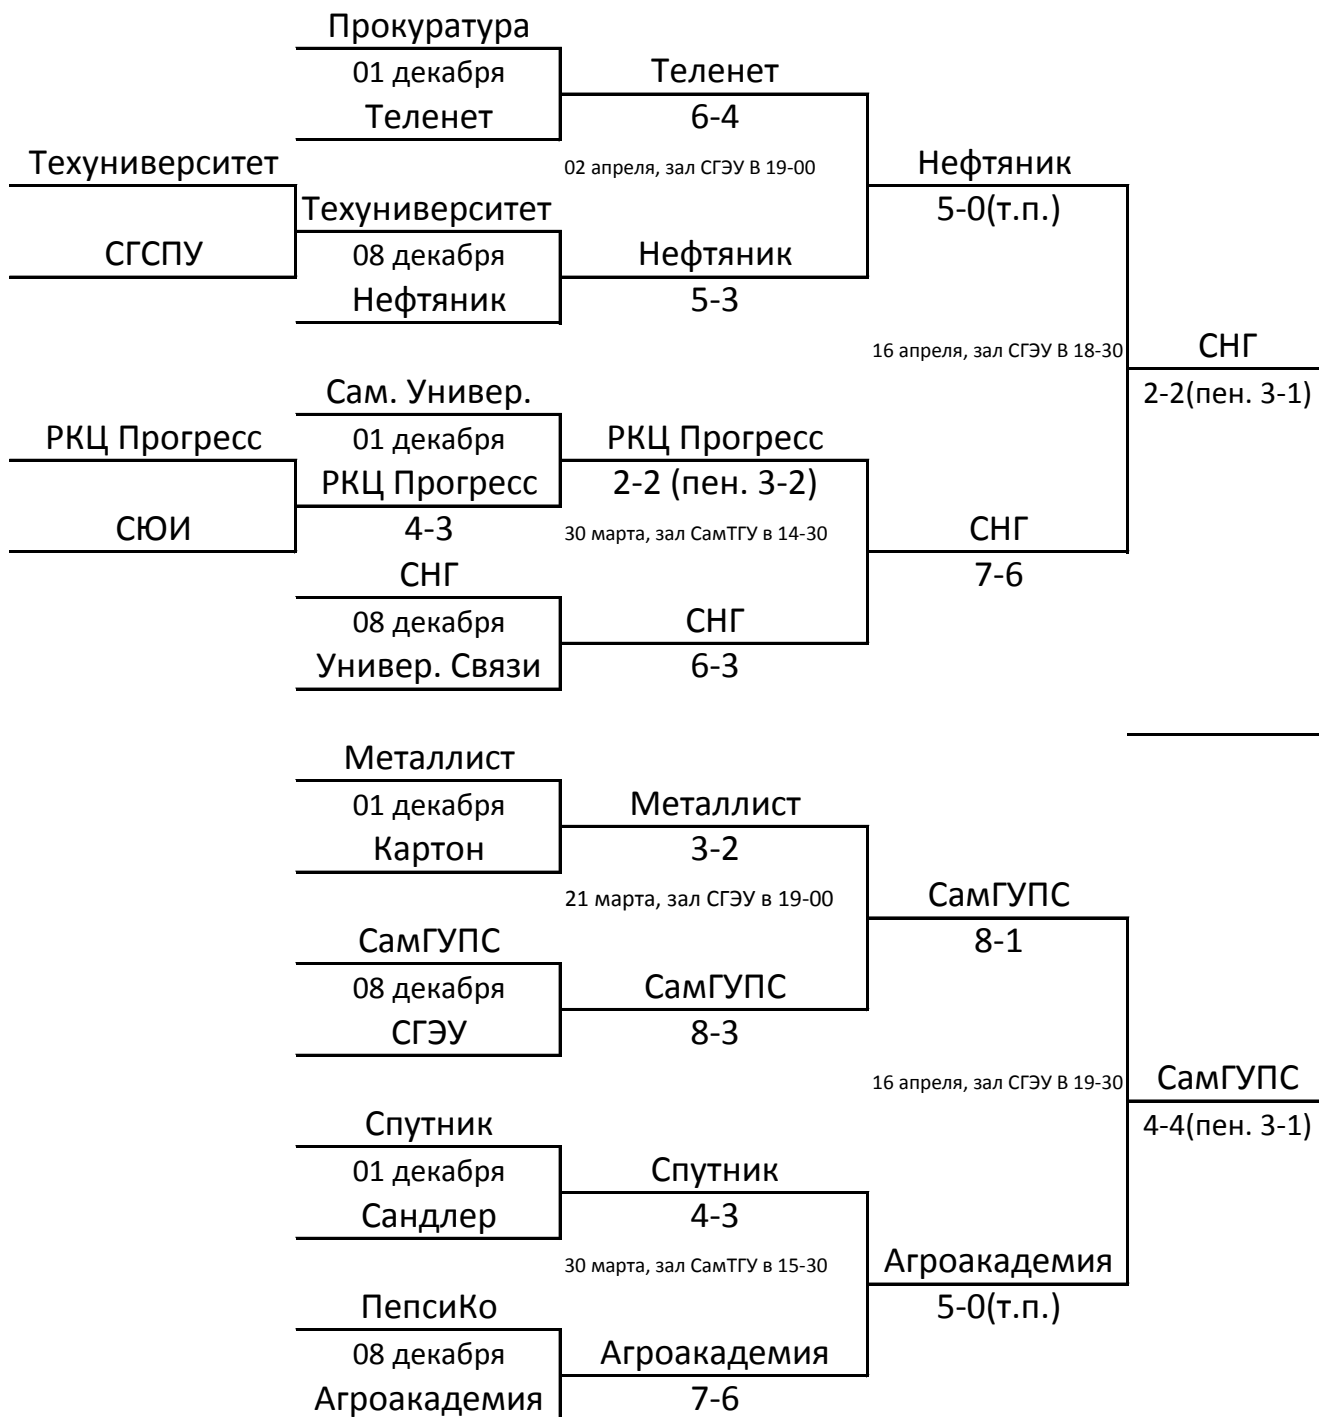 Прокуратура
01 декабря
Теленет
Теленет
6-4
02 апреля, зал СГЭУ В 19-00
Нефтяник
5-0(т.п.)
Техуниверситет
СГСПУ
Техуниверситет
08 декабря
Нефтяник
Нефтяник
5-3
16 апреля, зал СГЭУ В 18-30
СНГ
2-2(пен. 3-1)
Сам. Универ.
01 декабря
РКЦ Прогресс
4-3
РКЦ Прогресс
СЮИ
РКЦ Прогресс
2-2 (пен. 3-2)
30 марта, зал СамТГУ в 14-30
СНГ
7-6
СНГ
08 декабря
Универ. Связи
СНГ
6-3
Металлист
01 декабря
Картон
Металлист
3-2
21 марта, зал СГЭУ в 19-00
СамГУПС
8-1
СамГУПС
08 декабря
СГЭУ
СамГУПС
8-3
16 апреля, зал СГЭУ В 19-30
СамГУПС
4-4(пен. 3-1)
Спутник
01 декабря
Сандлер
Спутник
4-3
30 марта, зал СамТГУ в 15-30
Агроакадемия
5-0(т.п.)
ПепсиКо
08 декабря
Агроакадемия
Агроакадемия
7-6